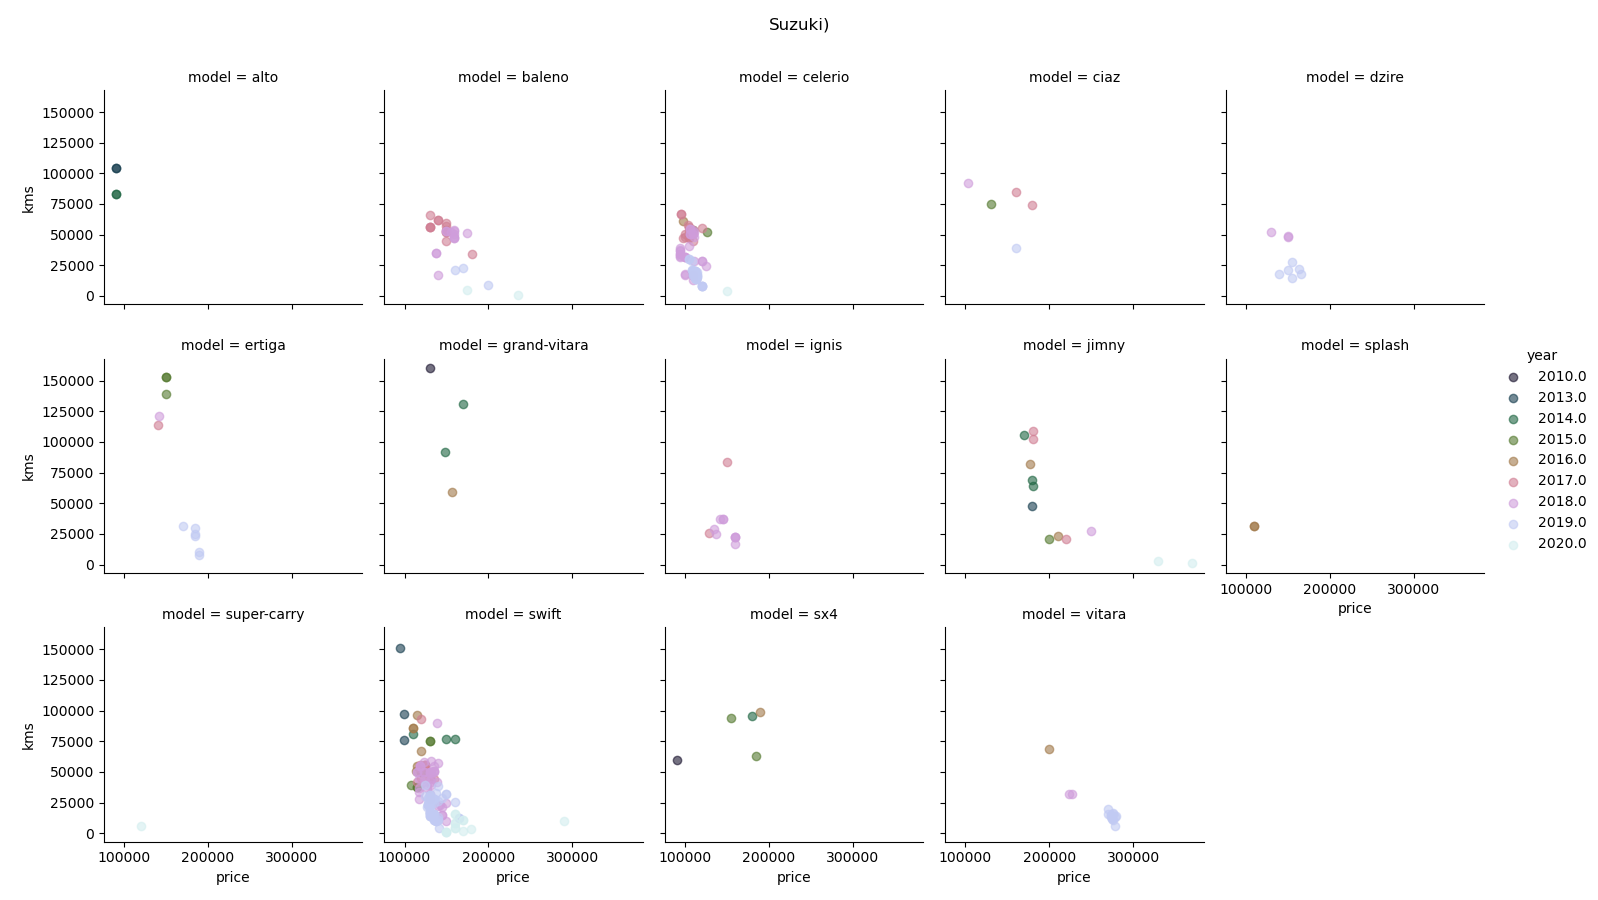 Suzuki)
model = alto
model = baleno
model = celerio
model = ciaz
model = dzire
150000
125000
100000
75000
50000
25000
0
kms
100000 200000 300000
model = ertiga
model = grand-vitara
model = ignis
model = jimny
model = splash
150000
125000
100000
75000
50000
25000
0
kms
100000 200000 300000
price
year
2010.0
2013.0
2014.0
2015.0
2016.0
2017.0
2018.0
2019.0
2020.0
model = super-carry
model = swift
model = sx4
model = vitara
150000
125000
100000
75000
50000
25000
0
kms
100000 200000 300000
price
100000 200000 300000
price
100000 200000 300000
price
100000 200000 300000
price